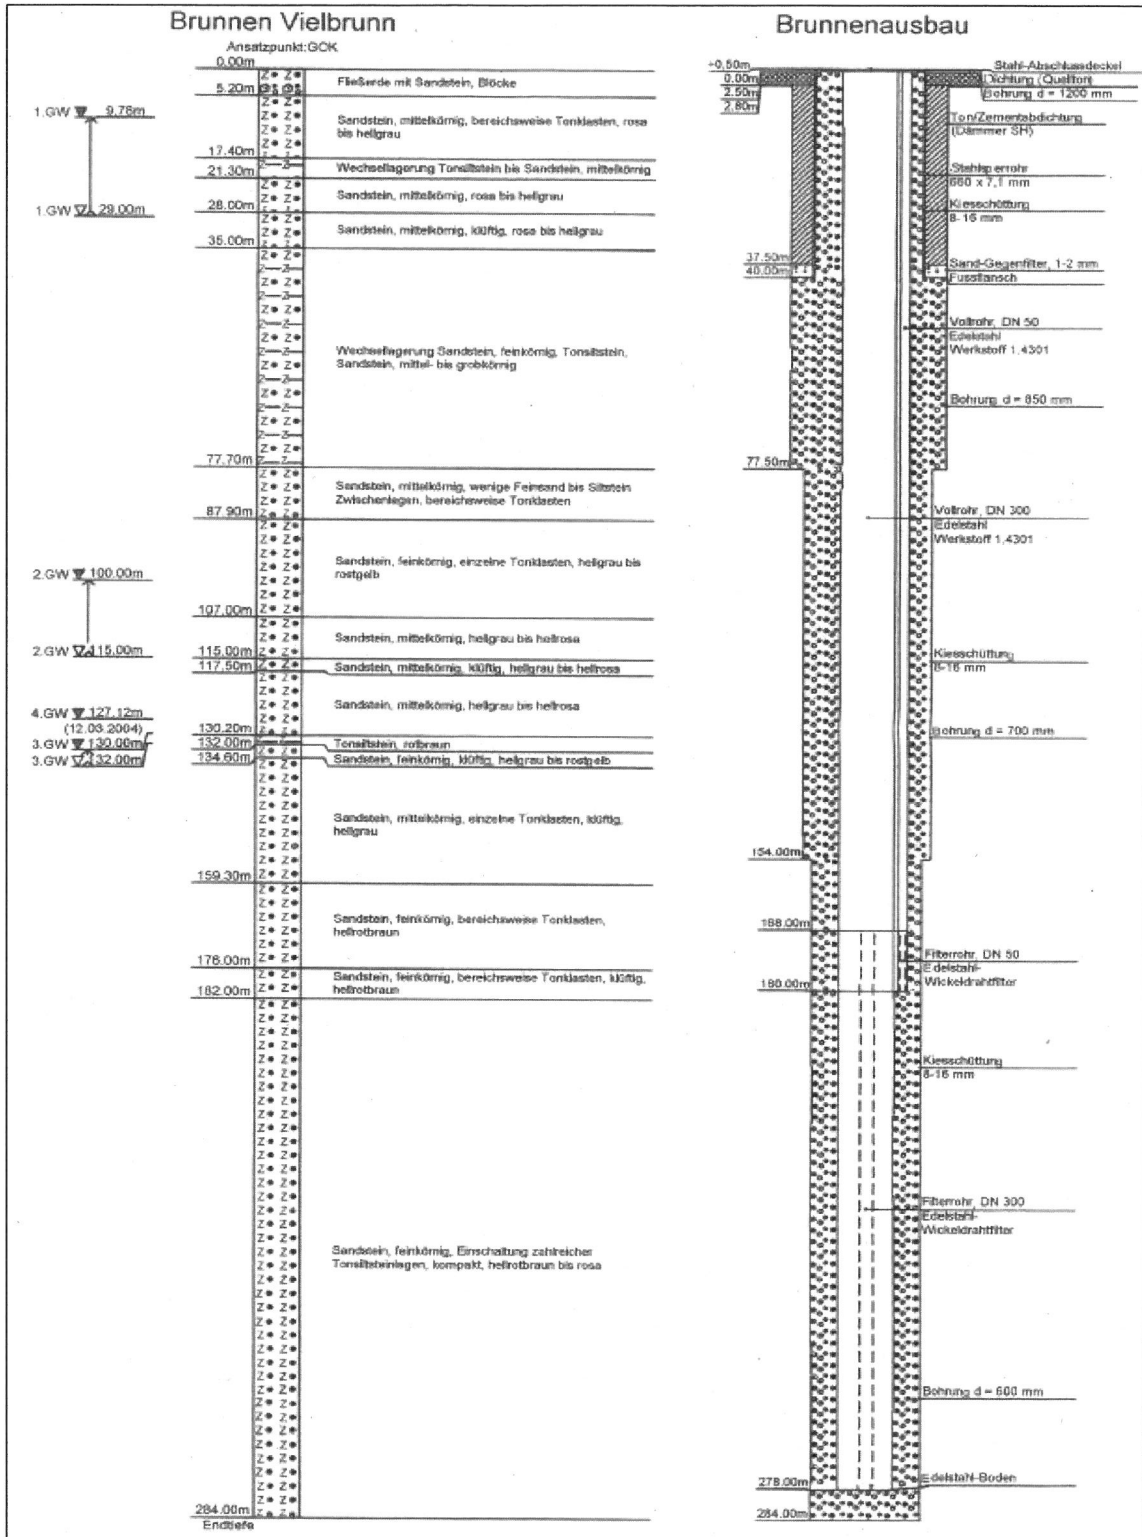 Brunnen Vielbrunn
Ansatzpunkt:GOK
0.00m
Fließerde mit Sandstein, Blöcke
5.20m
1.GW 9.76m
Sandstein, mittelkörnig, bereichsweise Tonklasten, rosa
bis hellgrau
17.40m
Wechsellagerung Tonsiltstein bis Sandstein, mittelkörnig
21.30m
Sandstein, mittelkörnig, rosa bis hellgrau
28.00m
1.GW 29.00m
Sandstein, mittelkörnig, klüftig, rosa bis hellgrau
35.00m
Wechsellagerung Sandstein, feinkörnig, Tonsiltstein,
Sandstein, mittel- bis grobkörnig
77.70m
Sandstein, mittelkörnig, wenige Feinsand bis Siltstein
Zwischenlagen, bereichsweise Tonklasten
87.90m
Sandstein, feinkörnig, einzelne Tonklasten, hellgrau bis
rostgelb
2.GW 100.00m
107.00m
Sandstein, mittelkörnig, hellgrau bis hellrosa
2.GW 115.00m
115.00m
117.50m
Sandstein, mittelkörnig, klüftig, hellgrau bis hellrosa
Sandstein, mittelkörnig, hellgrau bis hellrosa
4.GW 127.12m
(12.03.2004)
130.20m
3.GW 130.00m
132.00m
Tonsiltstein, rotbraun
3.GW 132.00m
134.60m
Sandstein, feinkörnig, klüftig, hellgrau bis rostgelb
Sandstein, mittelkörnig, einzelne Tonklasten, klüftig,
hellgrau
159.30m
Sandstein, feinkörnig, bereichsweise Tonklasten,
hellrotbraun
176.00m
Sandstein, feinkörnig, bereichsweise Tonklasten, klüftig,
hellrotbraun
182.00m
Sandstein, feinkörnig, Einschaltung zahlreicher
Tonsiltsteinlagen, kompakt, hellrotbraun bis rosa
284.00m
Endtiefe
Brunnenausbau
+0.50m
Stahl-Abschlussdeckel
0.00m
Dichtung (Quellton)
2.50m
Bohrung d = 1200 mm
2.80m
Ton/Zementabdichtung
(Dämmer SH)
Stahlsperrohr
660 x 7,1 mm
Kiesschüttung
8-16 mm
37.50m
Sand-Gegenfilter, 1-2 mm
40.00m
Fussflansch
Vollrohr, DN 50
Edelstahl
Werkstoff 1,4301
Bohrung d = 850 mm
77.50m
Vollrohr, DN 300
Edelstahl
Werkstoff 1,4301
Kiesschüttung
8-16 mm
Bohrung d = 700 mm
154.00m
168.00m
Filterrohr, DN 50
Edelstahl-
Wickeldrahtfilter
180.00m
Kiesschüttung
8-16 mm
Filterrohr, DN 300
Edelstahl-
Wickeldrahtfilter
Bohrung d = 600 mm
278.00m
Edelstahl-Boden
284.00m